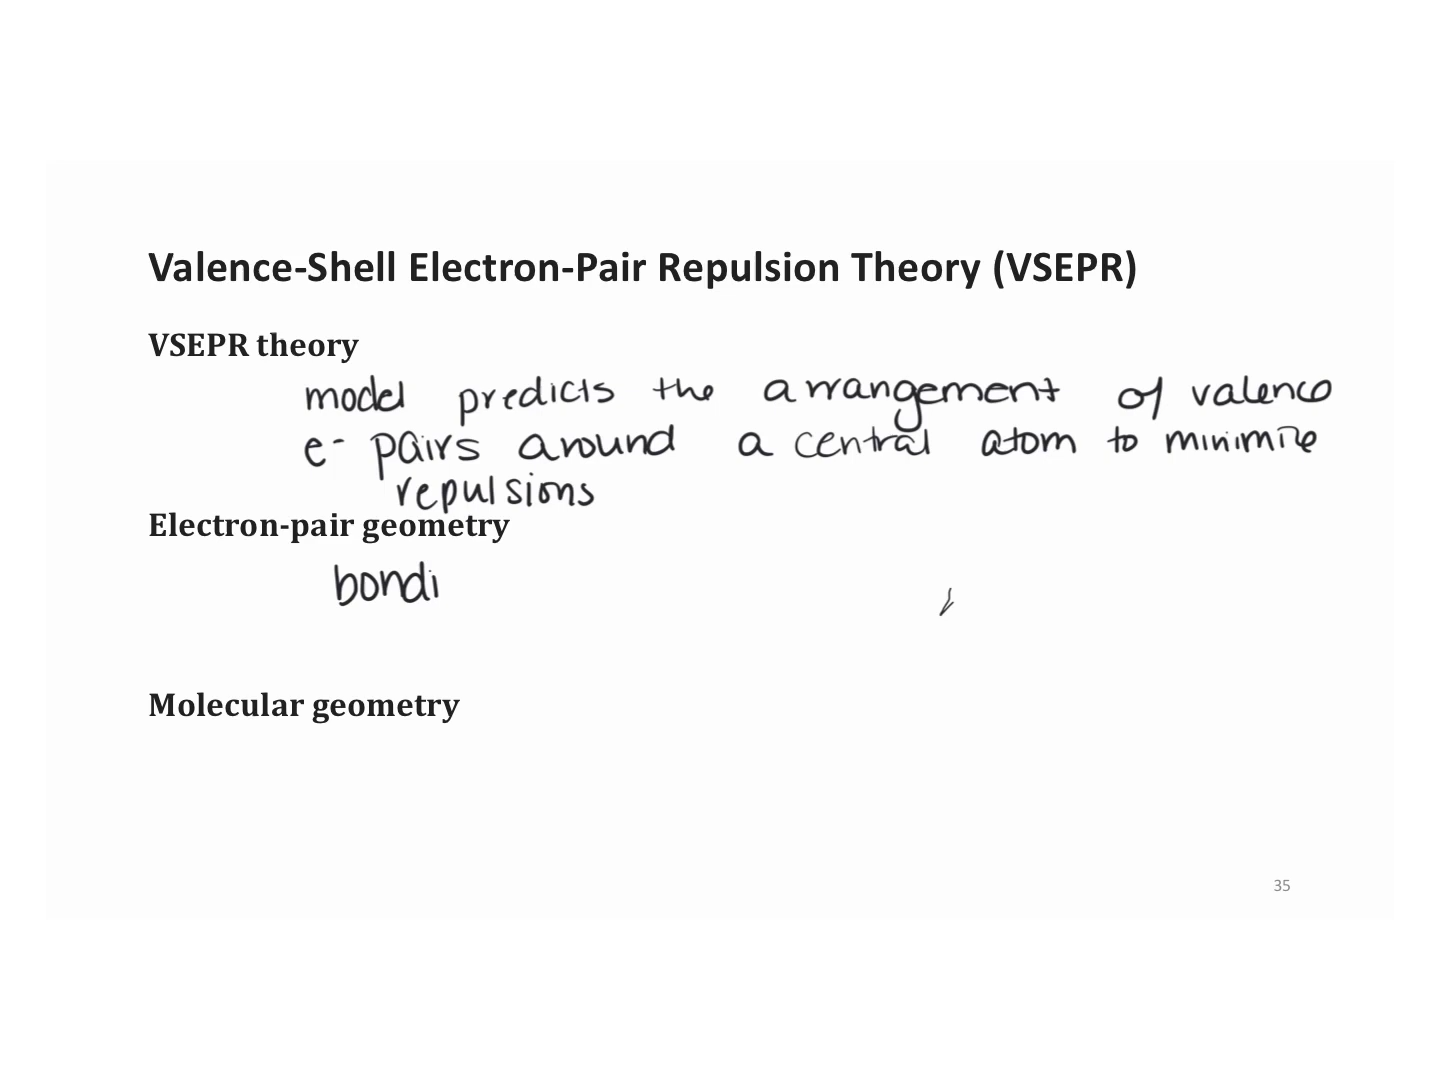 Valence-Shell Electron-Pair Repulsion Theory (VSEPR)
VSEPR theory
model predicts the arrangement of valence
e- pairs around a central atom to minimize
repulsions
Electron-pair geometry
bondi
Molecular geometry
35